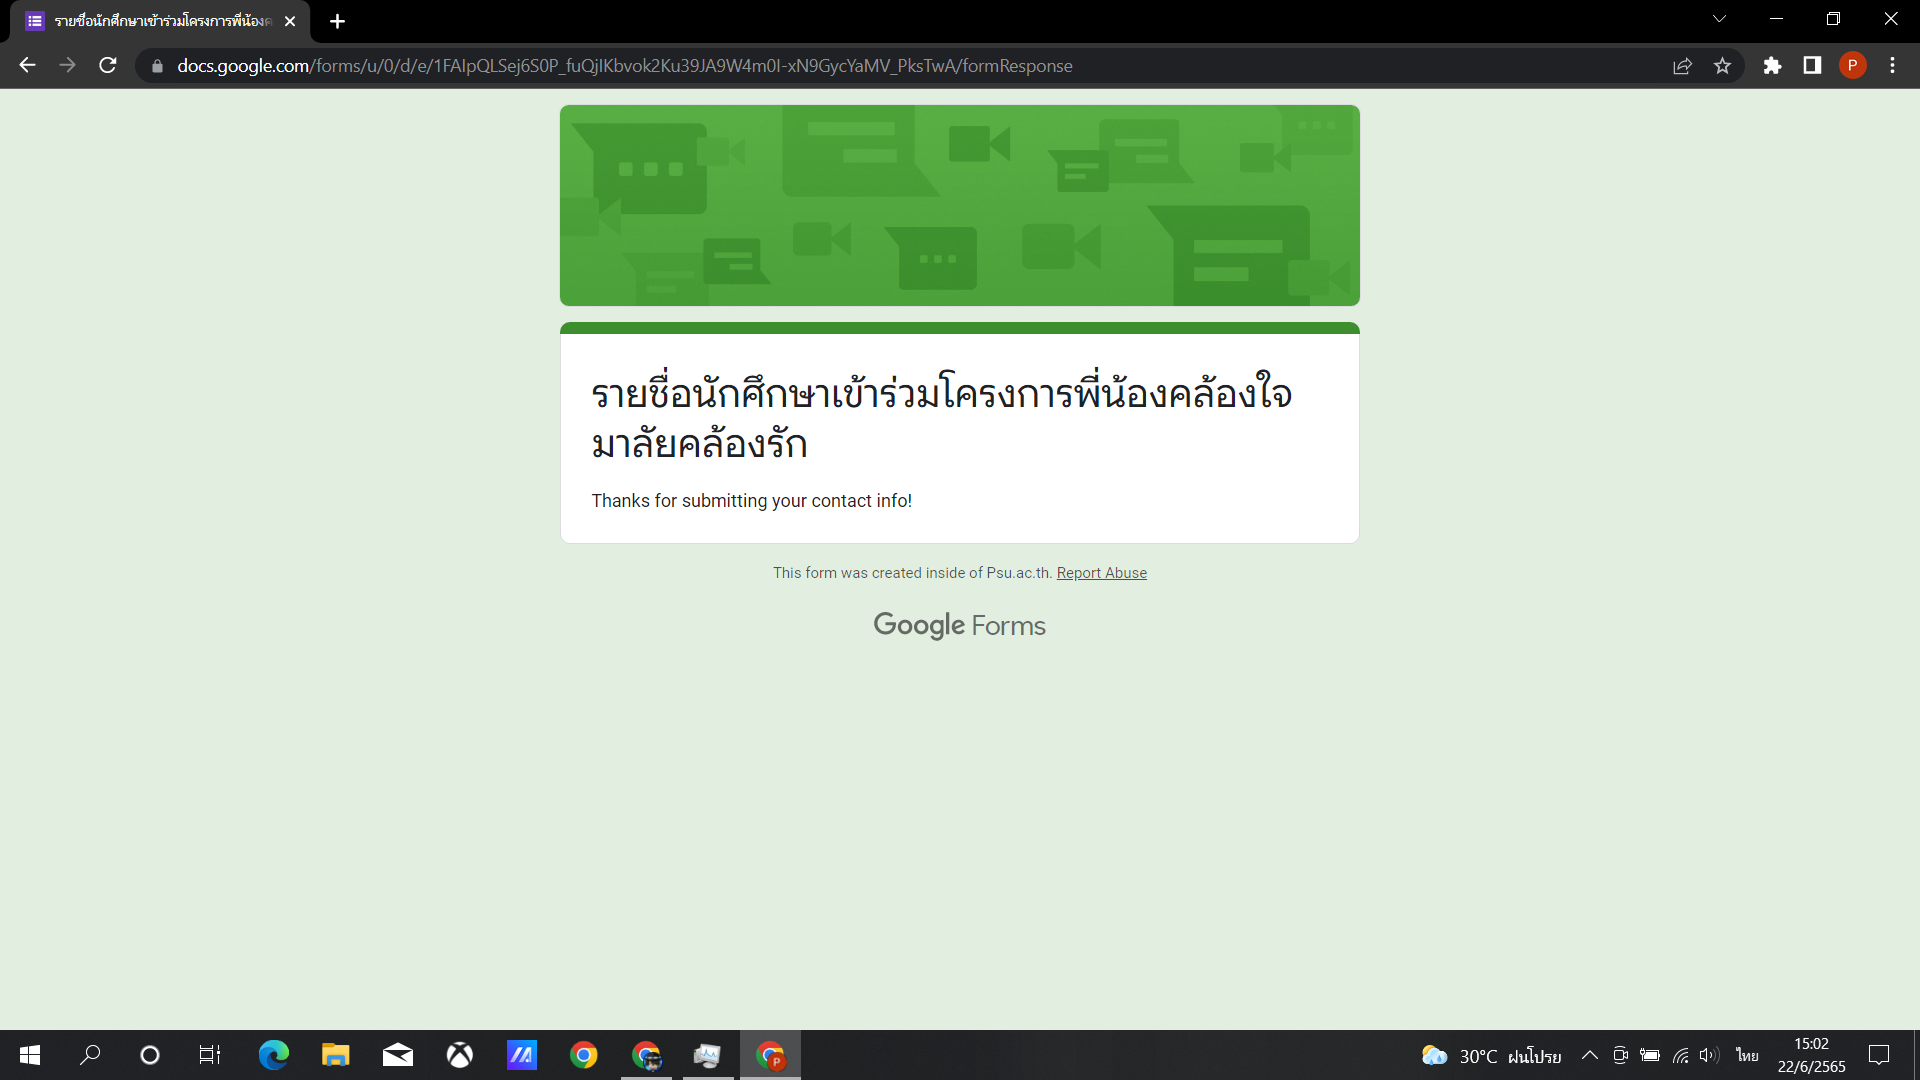 รายชื่อนักศึกษาเข้าร่วมโครงการพี่น้องค
docs.google.com/forms/u/0/d/e/1FAIpQLSej6S0P_fuQjIKbvok2Ku39JA9W4m0I-xN9GycYaMV_PksTwA/formResponse
P
รายชื่อนักศึกษาเข้าร่วมโครงการพี่น้องคล้องใจ
มาลัยคล้องรัก
Thanks for submitting your contact info!
This form was created inside of Psu.ac.th. Report Abuse
Google Forms
P
30°C ฝนโปรย
ไทย
15:02
22/6/2565